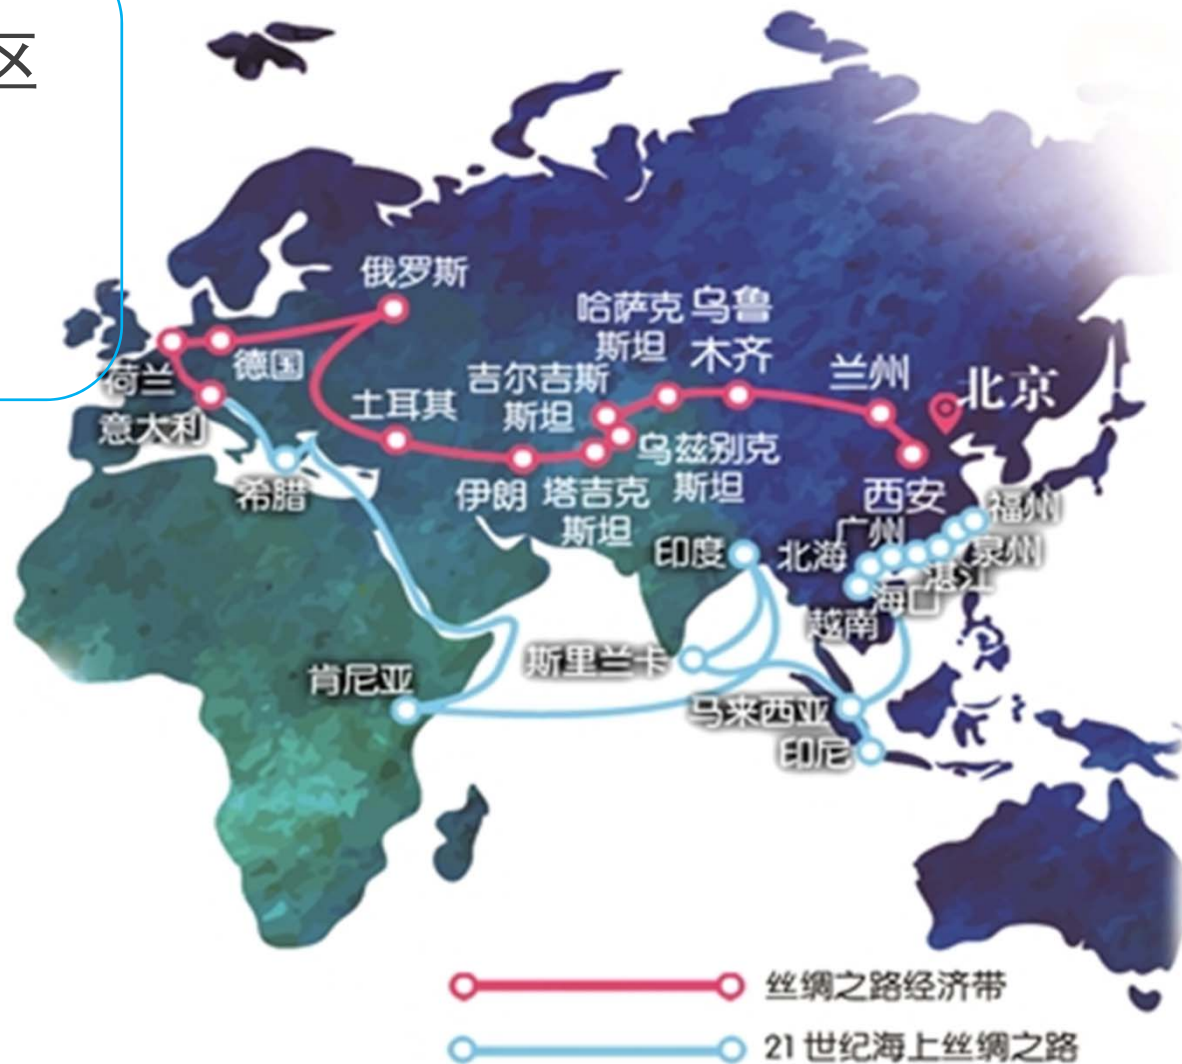 区
俄罗斯
哈萨克
斯坦
乌鲁
木齐
德国
荷兰
吉尔吉斯
斯坦
兰州
北京
土耳其
意大利
乌兹别克
斯坦
希腊
伊朗
塔吉克
斯坦
西安
福州
广州
泉州
印度
北海
湛江
海口
越南
斯里兰卡
肯尼亚
马来西亚
印尼
丝绸之路经济带
21世纪海上丝绸之路